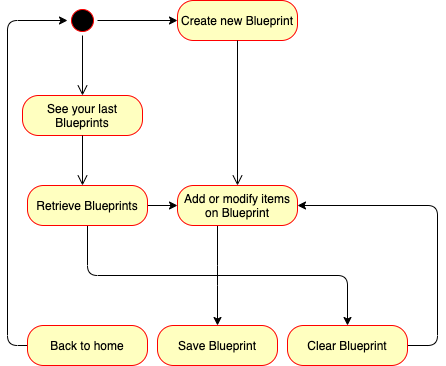 Create new Blueprint
See your last
Blueprints
Retrieve Blueprints
Add or modify items
on Blueprint
Back to home
Save Blueprint
Clear Blueprint